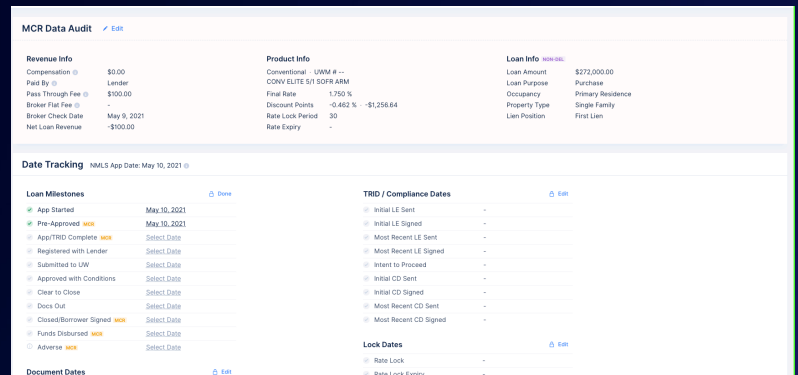 MCR Data Audit Edit
Revenue Info
Compensation $0.00
Paid By Lender
Pass Through Fee $100.00
Broker Flat Fee -
Broker Check Date May 9, 2021
Net Loan Revenue -$100.00
Product Info
Conventional · UWM # --
CONV ELITE 5/1 SOFR ARM
Final Rate 1.750 %
Discount Points -0.462 % · -$1,256.64
Rate Lock Period 30
Rate Expiry -
Loan Info NON-DEL
Loan Amount $272,000.00
Loan Purpose Purchase
Occupancy Primary Residence
Property Type Single Family
Lien Position First Lien
Date Tracking NMLS App Date: May 10, 2021
Loan Milestones Done
App Started May 10, 2021
Pre-Approved MCR May 10, 2021
App/TRID Complete MCR Select Date
Registered with Lender Select Date
Submitted to UW Select Date
Approved with Conditions Select Date
Clear to Close Select Date
Docs Out Select Date
Closed/Borrower Signed MCR Select Date
Funds Disbursed MCR Select Date
Adverse MCR Select Date
Document Dates Edit
TRID / Compliance Dates Edit
Initial LE Sent -
Initial LE Signed -
Most Recent LE Sent -
Most Recent LE Signed -
Intent to Proceed -
Initial CD Sent -
Initial CD Signed -
Most Recent CD Sent -
Most Recent CD Signed -
Lock Dates Edit
Rate Lock -
Rate Lock Expiry -